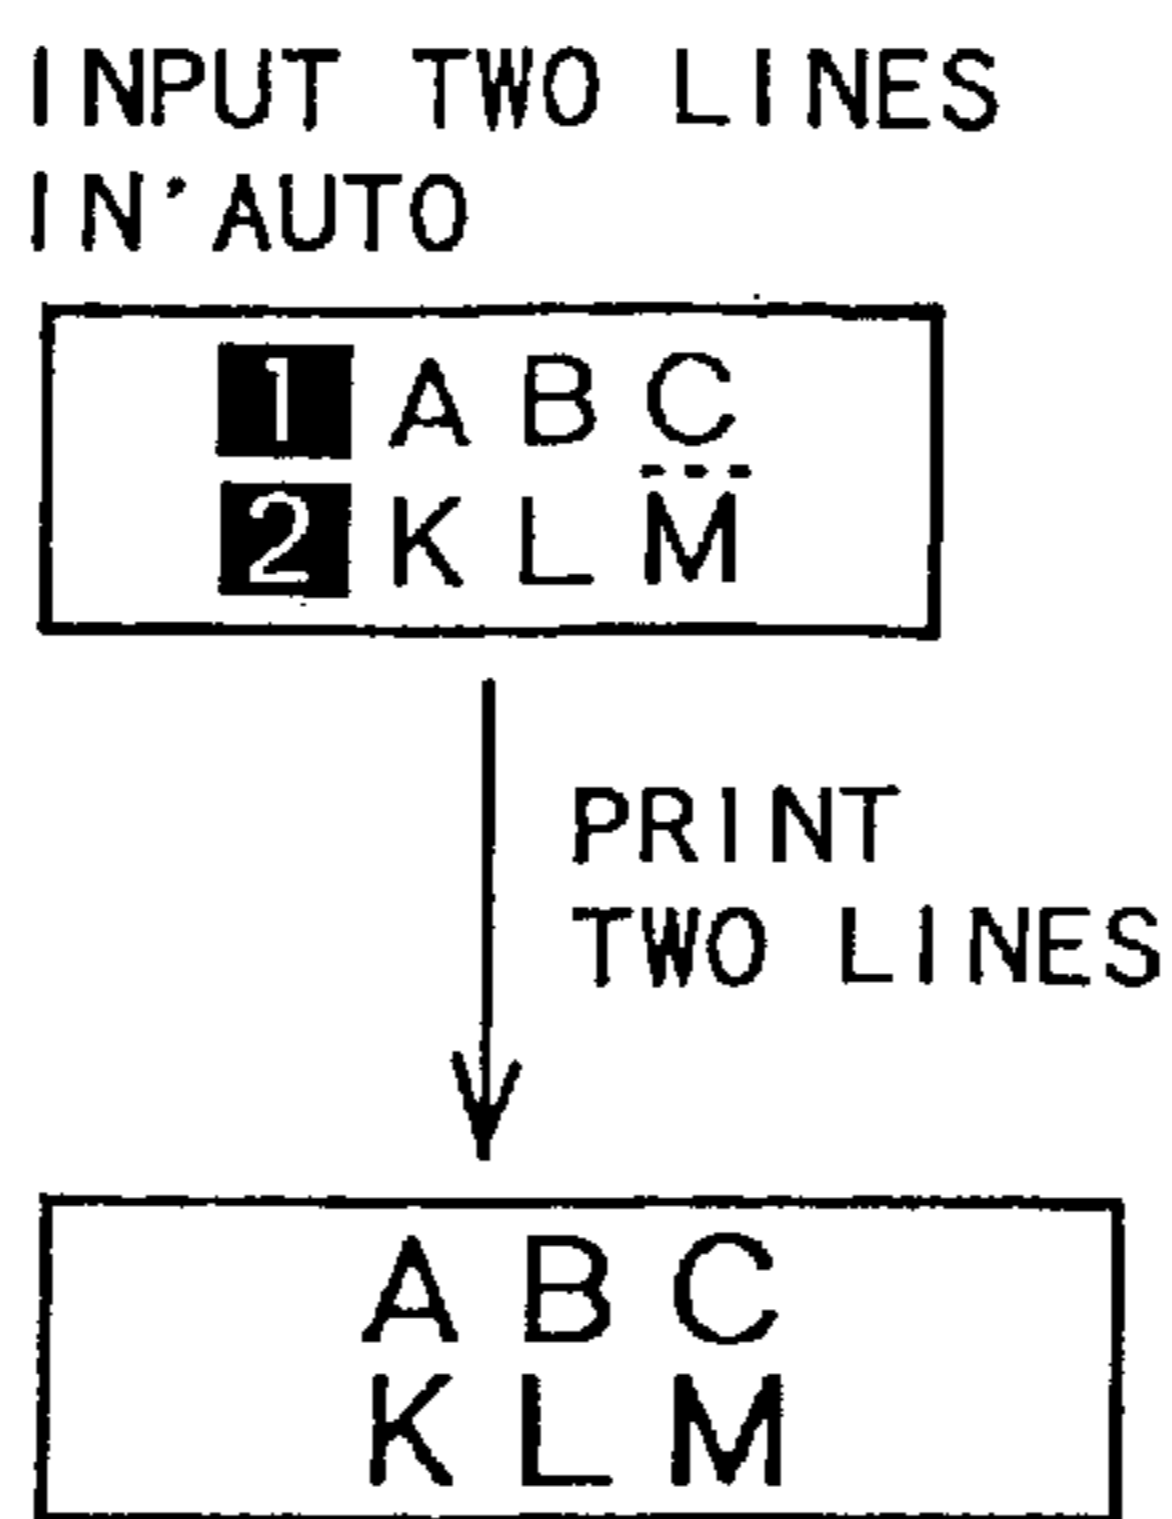 INPUT TWO LINES
IN'AUTO
1 ABC
2 KLM
PRINT
TWO LINES
ABC
KLM